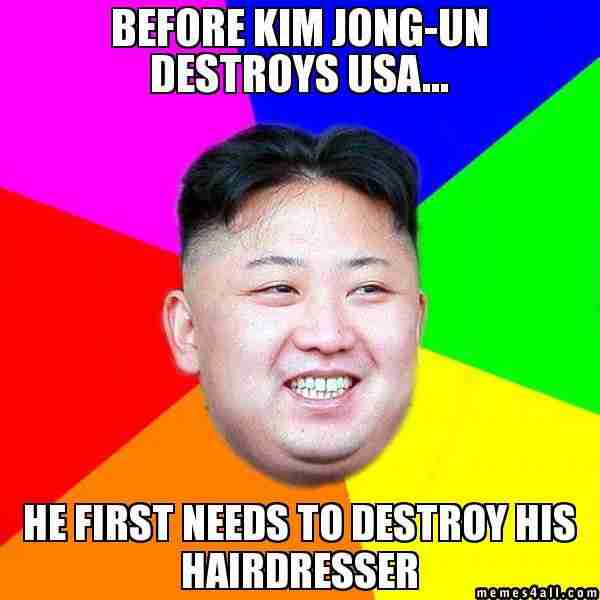 BEFORE KIM JONG-UN
DESTROYS USA...
HE FIRST NEEDS TO DESTROY HIS
HAIRDRESSER
memes4all.com